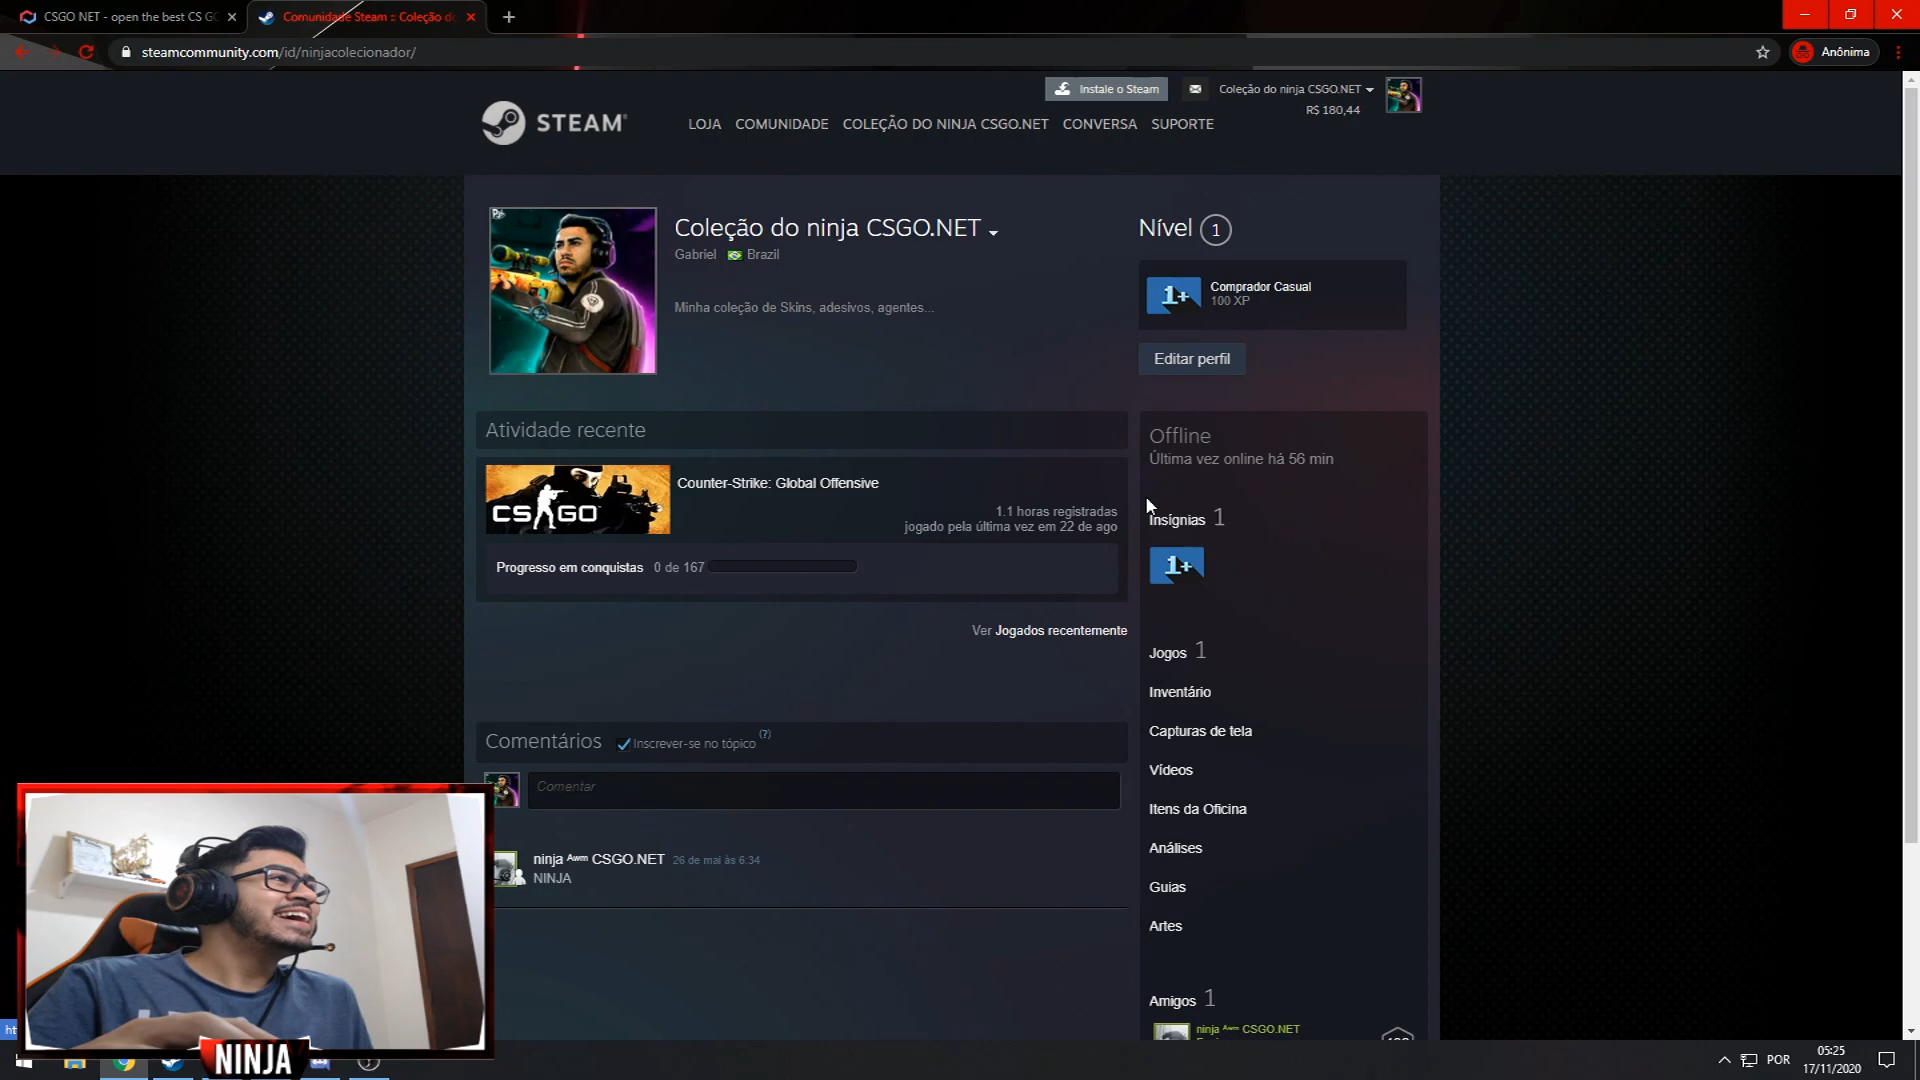 CSGO NET - open the best CS GO
Comunidade Steam :: Coleção do
steamcommunity.com/id/ninjacolecionador/
Anônima
Instale o Steam
Coleção do ninja CSGO.NET
R$ 180,44
STEAM
LOJA COMUNIDADE COLEÇÃO DO NINJA CSGO.NET CONVERSA SUPORTE
Coleção do ninja CSGO.NET
Gabriel Brazil
Minha coleção de Skins, adesivos, agentes...
Nível 1
1+
Comprador Casual
100 XP
Editar perfil
Atividade recente
CS GO
Counter-Strike: Global Offensive
1.1 horas registradas
jogado pela última vez em 22 de ago
Progresso em conquistas 0 de 167
Ver Jogados recentemente
Offline
Última vez online há 56 min
Insígnias 1
1+
Jogos 1
Inventário
Capturas de tela
Vídeos
Itens da Oficina
Análises
Guias
Artes
Amigos 1
ninja ᴬʷᵐ CSGO.NET
Comentários Inscrever-se no tópico (?)
Comentar
ninja ᴬʷᵐ CSGO.NET 26 de mai às 6:34
NINJA
NINJA
POR
05:25
17/11/2020